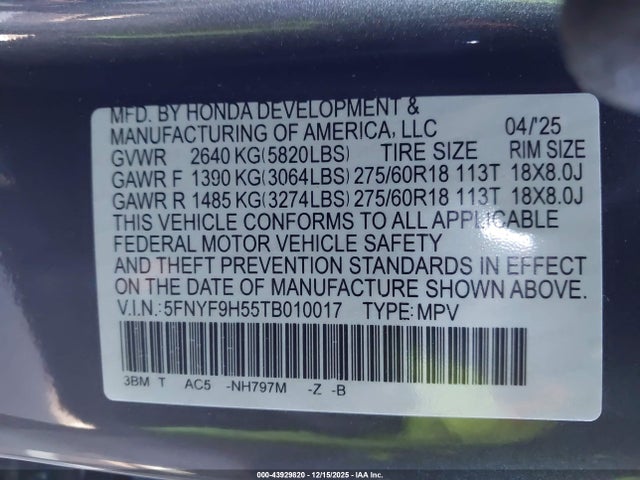 MFD. BY HONDA DEVELOPMENT &
MANUFACTURING OF AMERICA, LLC 04/'25
GVWR 2640 KG(5820LBS) TIRE SIZE RIM SIZE
GAWR F 1390 KG(3064LBS) 275/60R18 113T 18X8.0J
GAWR R 1485 KG(3274LBS) 275/60R18 113T 18X8.0J
THIS VEHICLE CONFORMS TO ALL APPLICABLE
FEDERAL MOTOR VEHICLE SAFETY
AND THEFT PREVENTION STANDARDS IN EFFECT
ON THE DATE OF MANUFACTURE SHOWN ABOVE.
V.I.N.:5FNYF9H55TB010017 TYPE:MPV
3BM T AC5 -NH797M -Z -B
000-43929820 - 12/15/2025 - IAA Inc.